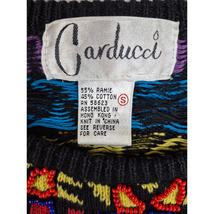 Carducci
55% RAMIE
45% COTTON
RN 58623
ASSEMBLED IN
HONG KONG
KNIT IN CHINA
SEE REVERSE
FOR CARE
S